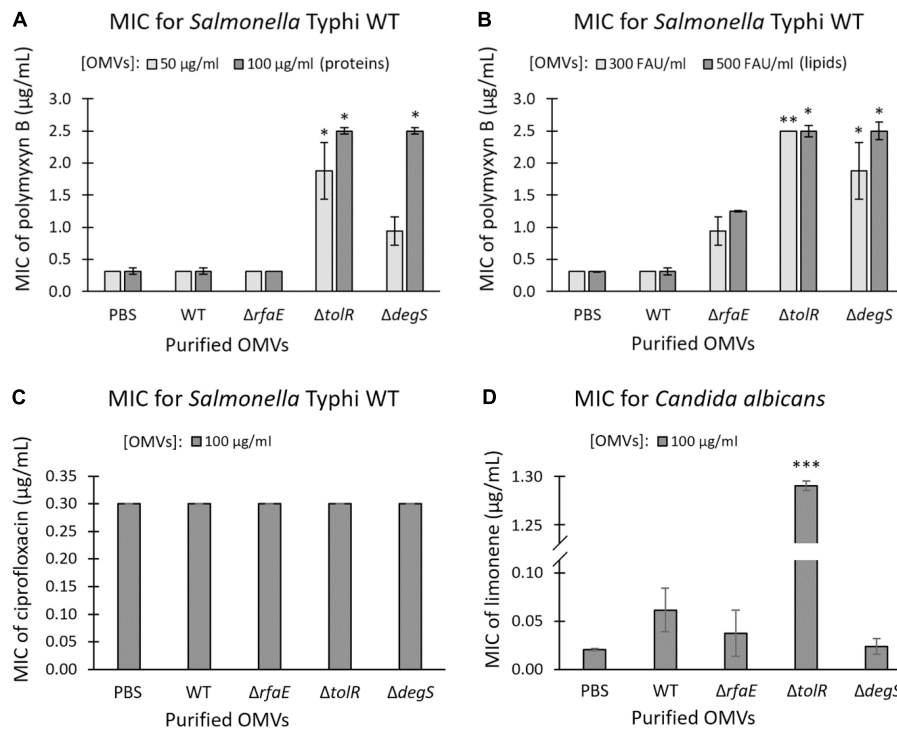 A MIC for Salmonella Typhi WT
[OMVs]: 50 µg/ml 100 µg/ml (proteins)
MIC of polymyxyn B (µg/mL)
3.0
2.5
2.0
1.5
1.0
0.5
0.0
* * *
PBS WT ΔrfaE ΔtolR ΔdegS
Purified OMVs
B MIC for Salmonella Typhi WT
[OMVs]: 300 FAU/ml 500 FAU/ml (lipids)
MIC of polymyxyn B (µg/mL)
3.0
2.5
2.0
1.5
1.0
0.5
0.0
** * * *
PBS WT ΔrfaE ΔtolR ΔdegS
Purified OMVs
C MIC for Salmonella Typhi WT
[OMVs]: 100 µg/ml
MIC of ciprofloxacin (µg/mL)
0.35
0.30
0.25
0.20
0.15
0.10
0.05
0.00
PBS WT ΔrfaE ΔtolR ΔdegS
Purified OMVs
D MIC for Candida albicans
[OMVs]: 100 µg/ml
MIC of limonene (µg/mL)
1.30
1.25
0.10
0.05
0.00
***
PBS WT ΔrfaE ΔtolR ΔdegS
Purified OMVs